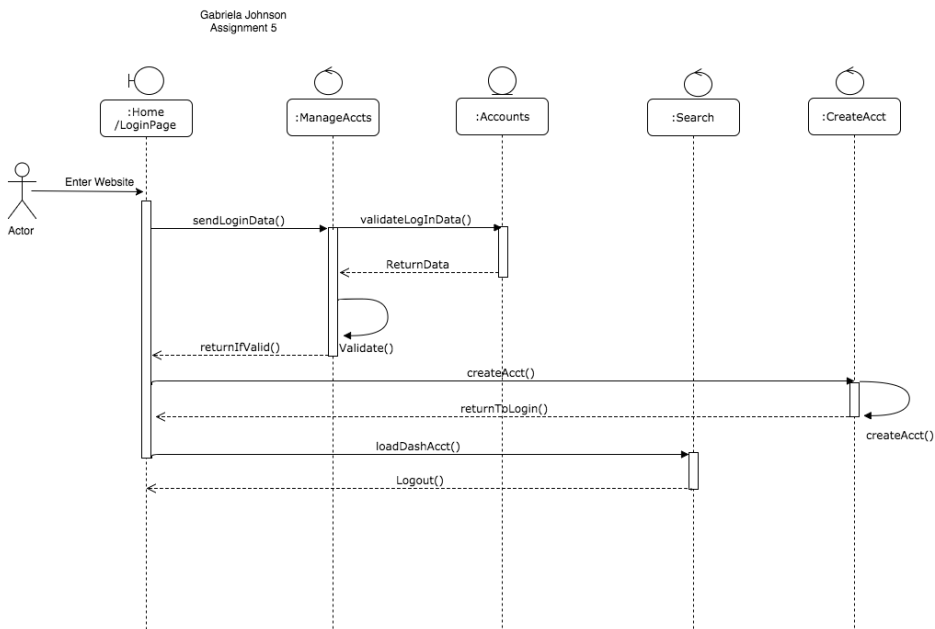 Gabriela Johnson
Assignment 5
:Home
/LoginPage
:ManageAccts
:Accounts
:Search
:CreateAcct
Enter Website
Actor
sendLoginData()
validateLogInData()
ReturnData
Validate()
returnIfValid()
createAcct()
returnToLogin()
createAcct()
loadDashAcct()
Logout()